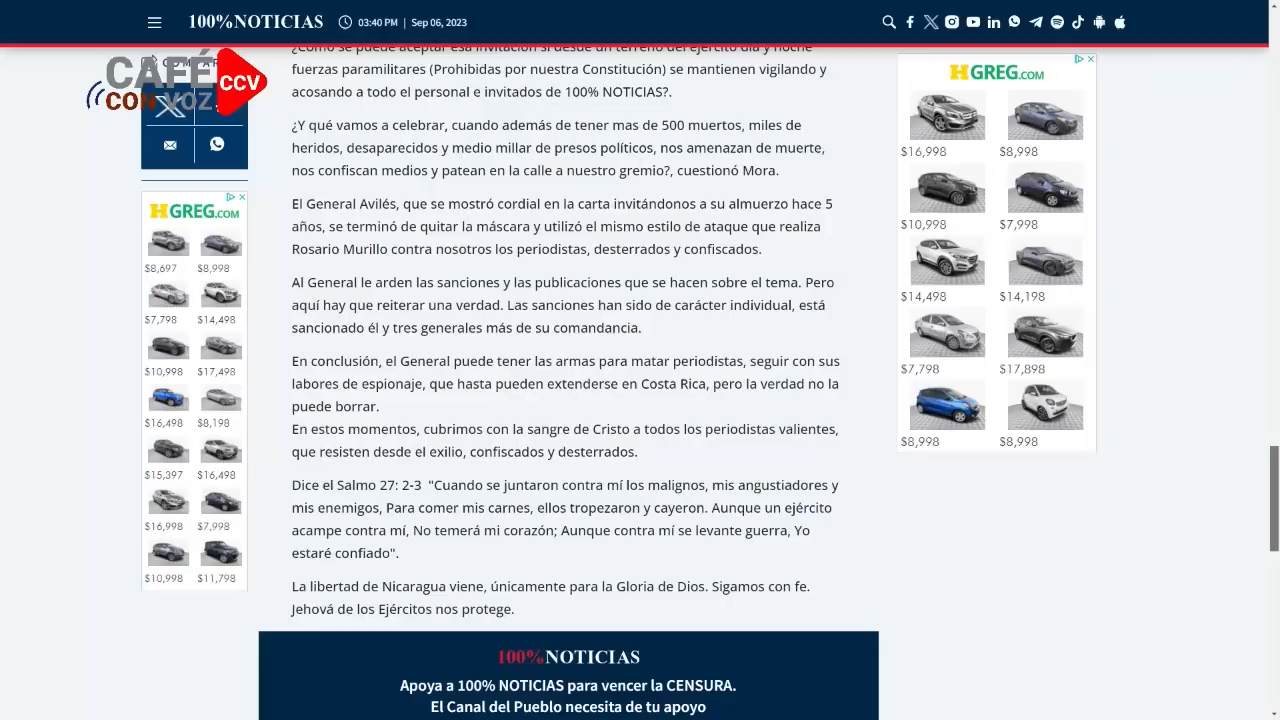 100%NOTICIAS
03:40 PM | Sep 06, 2023
CAFÉ
CON VOZ
CCV
¿Cómo se puede aceptar esa invitación si desde un terreno del ejército día y noche
fuerzas paramilitares (Prohibidas por nuestra Constitución) se mantienen vigilando y
acosando a todo el personal e invitados de 100% NOTICIAS?.
¿Y qué vamos a celebrar, cuando además de tener mas de 500 muertos, miles de
heridos, desaparecidos y medio millar de presos políticos, nos amenazan de muerte,
nos confiscan medios y patean en la calle a nuestro gremio?, cuestionó Mora.
El General Avilés, que se mostró cordial en la carta invitándonos a su almuerzo hace 5
años, se terminó de quitar la máscara y utilizó el mismo estilo de ataque que realiza
Rosario Murillo contra nosotros los periodistas, desterrados y confiscados.
Al General le arden las sanciones y las publicaciones que se hacen sobre el tema. Pero
aquí hay que reiterar una verdad. Las sanciones han sido de carácter individual, está
sancionado él y tres generales más de su comandancia.
En conclusión, el General puede tener las armas para matar periodistas, seguir con sus
labores de espionaje, que hasta pueden extenderse en Costa Rica, pero la verdad no la
puede borrar.
En estos momentos, cubrimos con la sangre de Cristo a todos los periodistas valientes,
que resisten desde el exilio, confiscados y desterrados.
Dice el Salmo 27: 2-3 "Cuando se juntaron contra mí los malignos, mis angustiadores y
mis enemigos, Para comer mis carnes, ellos tropezaron y cayeron. Aunque un ejército
acampe contra mí, No temerá mi corazón; Aunque contra mí se levante guerra, Yo
estaré confiado".
La libertad de Nicaragua viene, únicamente para la Gloria de Dios. Sigamos con fe.
Jehová de los Ejércitos nos protege.
100%NOTICIAS
Apoya a 100% NOTICIAS para vencer la CENSURA.
El Canal del Pueblo necesita de tu apoyo
HGREG.COM
$8,697 $8,998
$7,798 $14,498
$10,998 $17,498
$16,498 $8,198
$15,397 $16,498
$16,998 $7,998
$10,998 $11,798
HGREG.COM
$16,998 $8,998
$10,998 $7,998
$14,498 $14,198
$7,798 $17,898
$8,998 $8,998